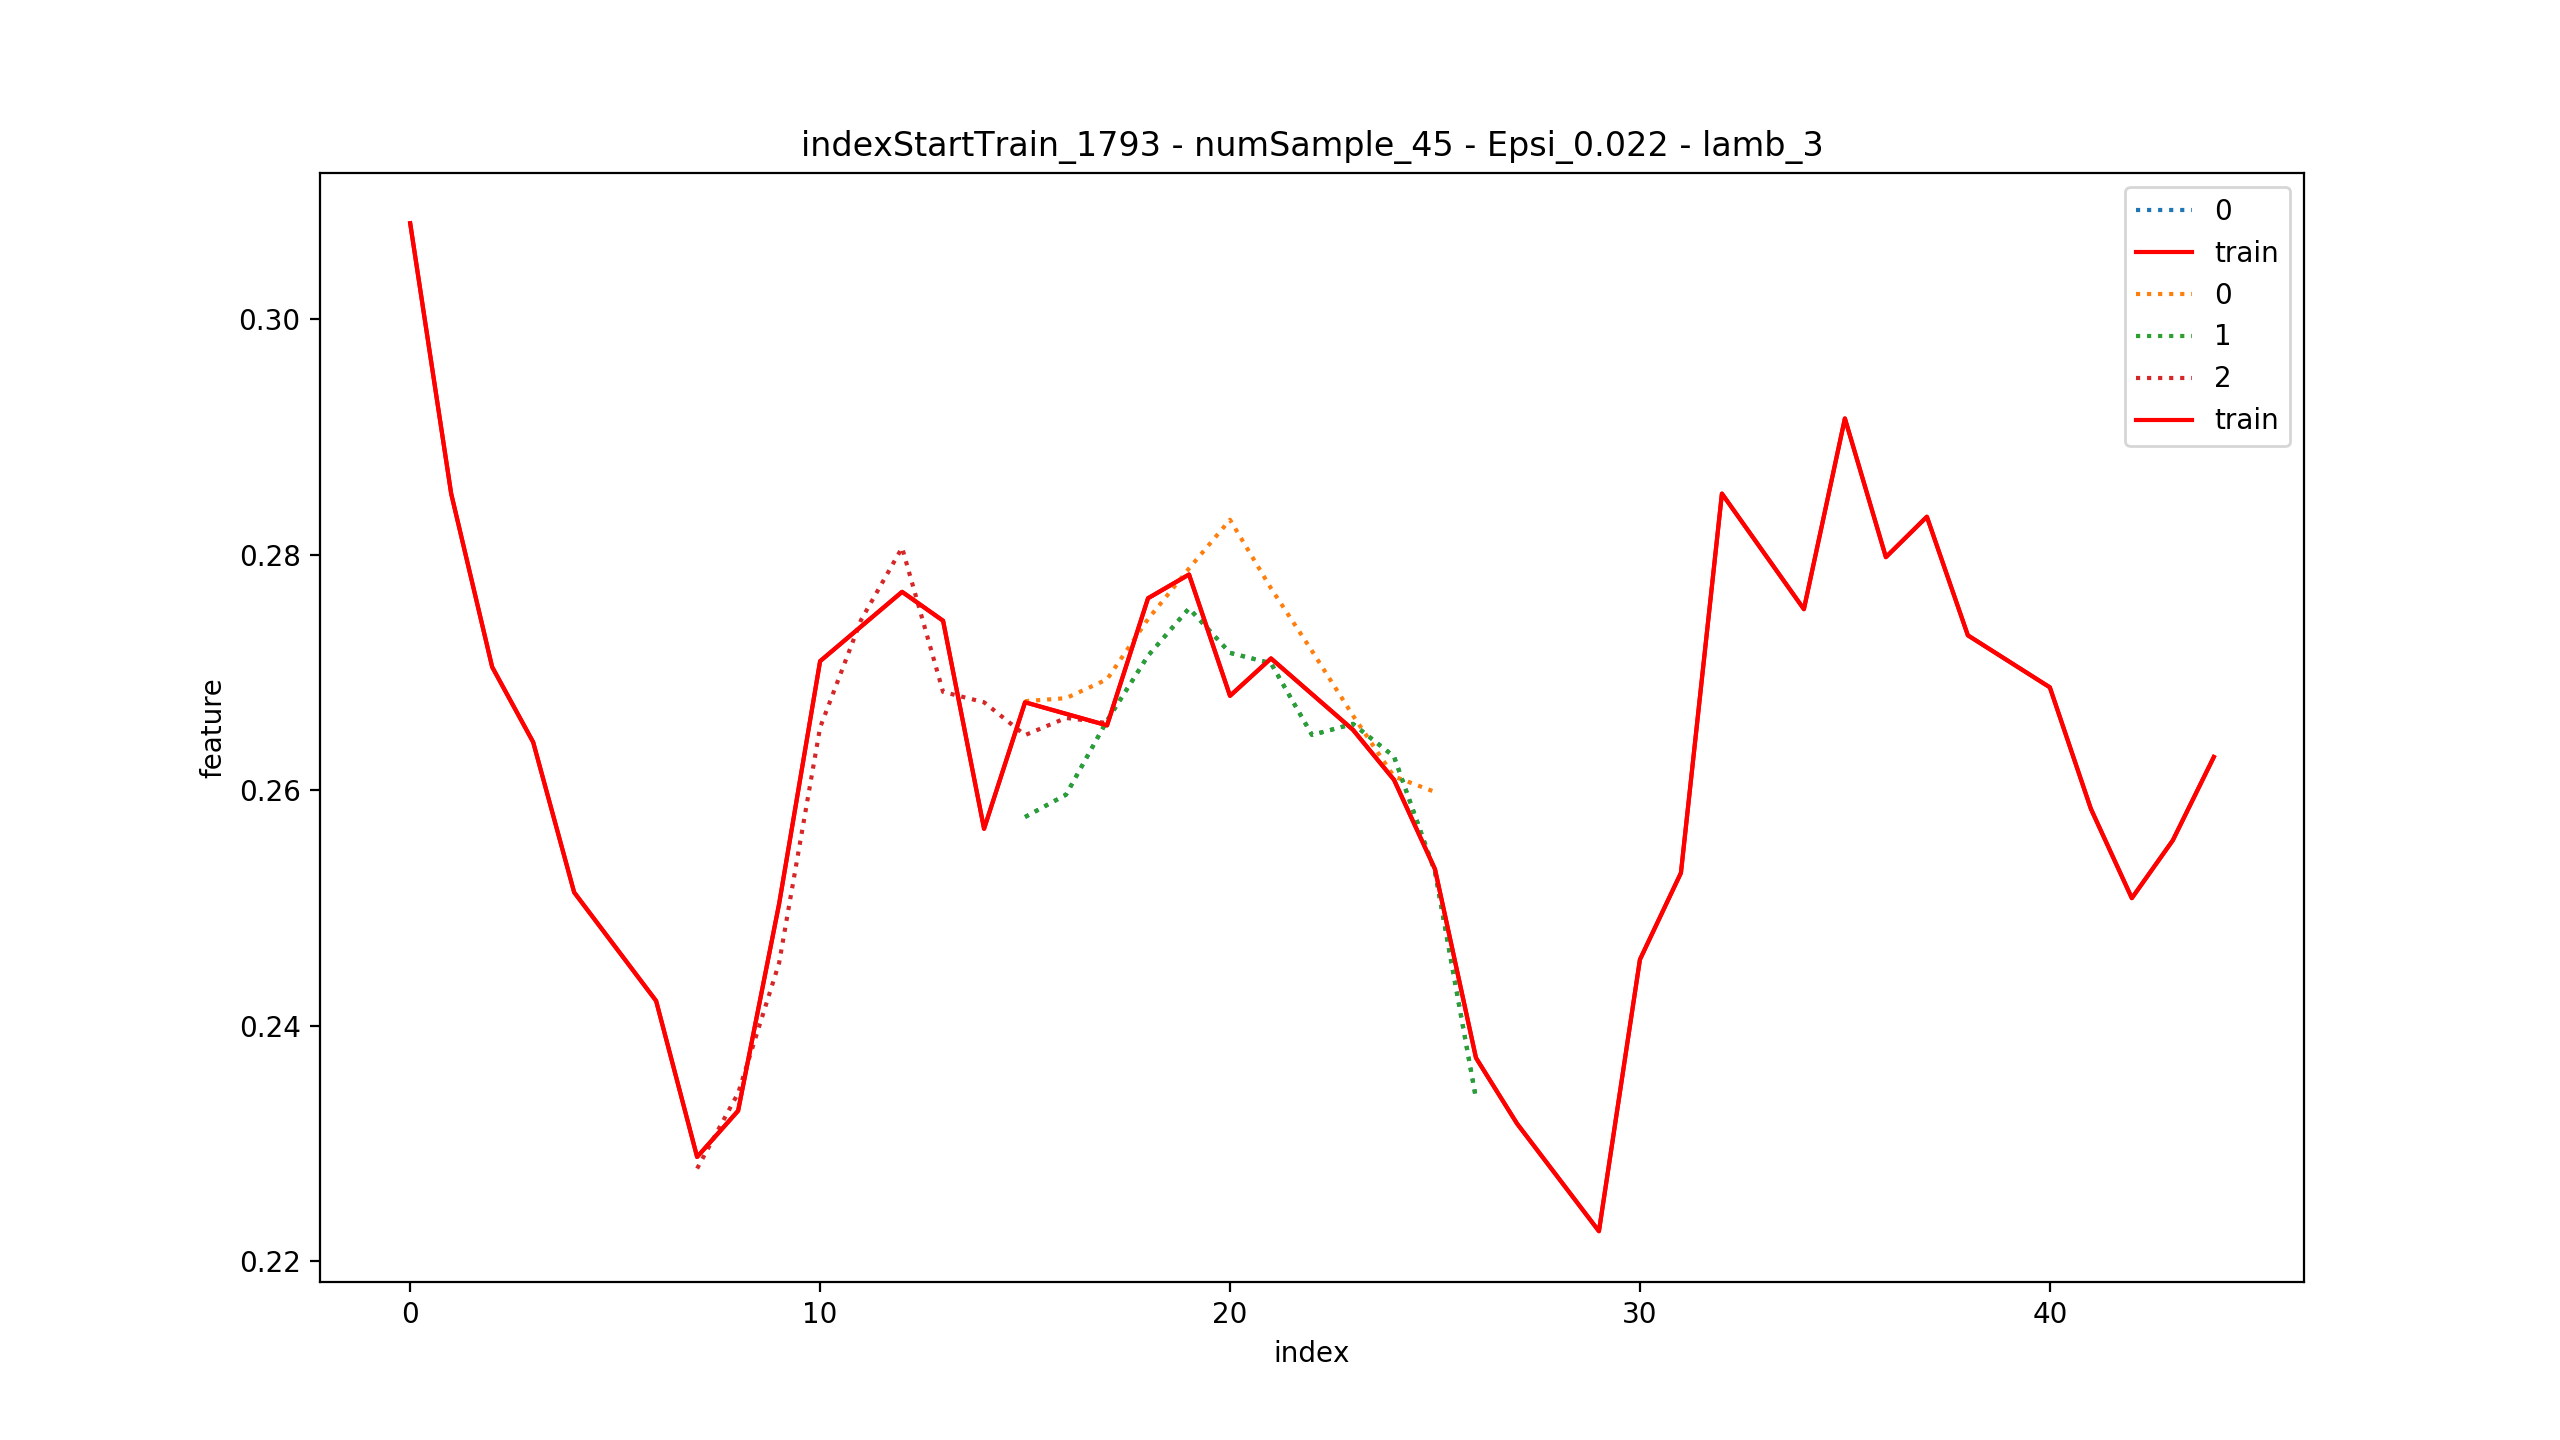 indexStartTrain_1793 - numSample_45 - Epsi_0.022 - lamb_3
0
train
0
1
2
train
0.30
0.28
0.26
0.24
0.22
feature
0 10 20 30 40
index